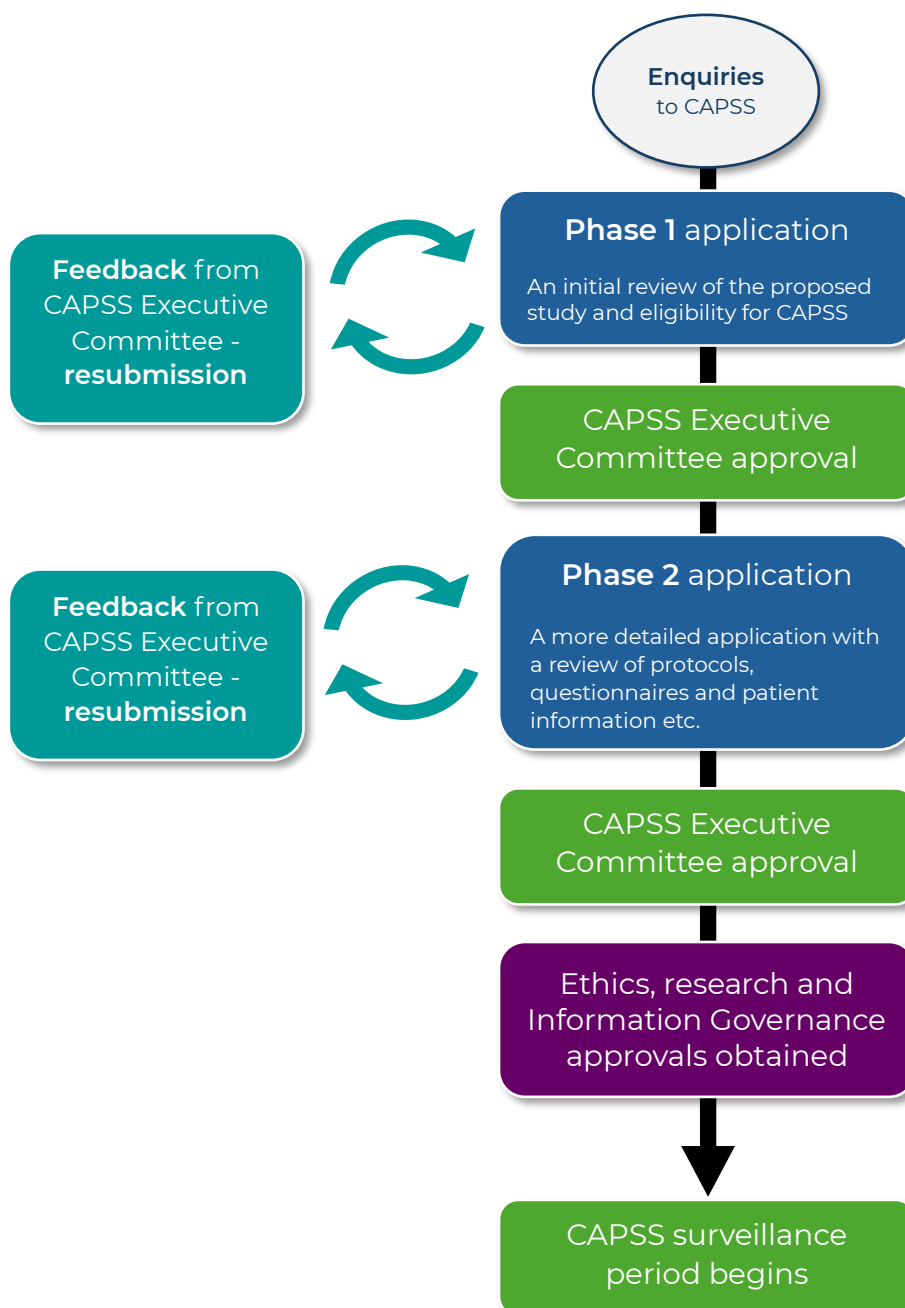 Enquiries
to CAPSS
Phase 1 application
An initial review of the proposed
study and eligibility for CAPSS
Feedback from
CAPSS Executive
Committee -
resubmission
CAPSS Executive
Committee approval
Phase 2 application
A more detailed application with
a review of protocols,
questionnaires and patient
information etc.
Feedback from
CAPSS Executive
Committee -
resubmission
CAPSS Executive
Committee approval
Ethics, research and
Information Governance
approvals obtained
CAPSS surveillance
period begins